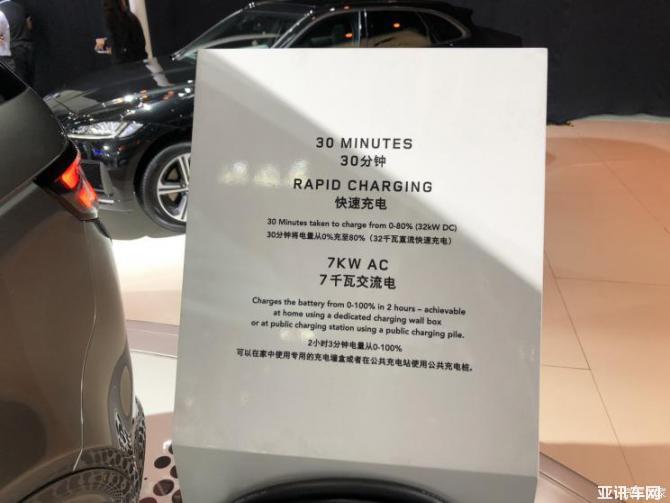 30 MINUTES
30分钟
RAPID CHARGING
快速充电
30 Minutes taken to charge from 0-80% (32kW DC)
30分钟将电量从0%充至80%（32千瓦直流快速充电）
7KW AC
7千瓦交流电
Charges the battery from 0-100% in 2 hours – achievable
at home using a dedicated charging wall box
or at public charging station using a public charging pile.
2小时3分钟电量从0-100%
可以在家中使用专用的充电墙盒或者在公共充电站使用公共充电桩。
亚讯车网